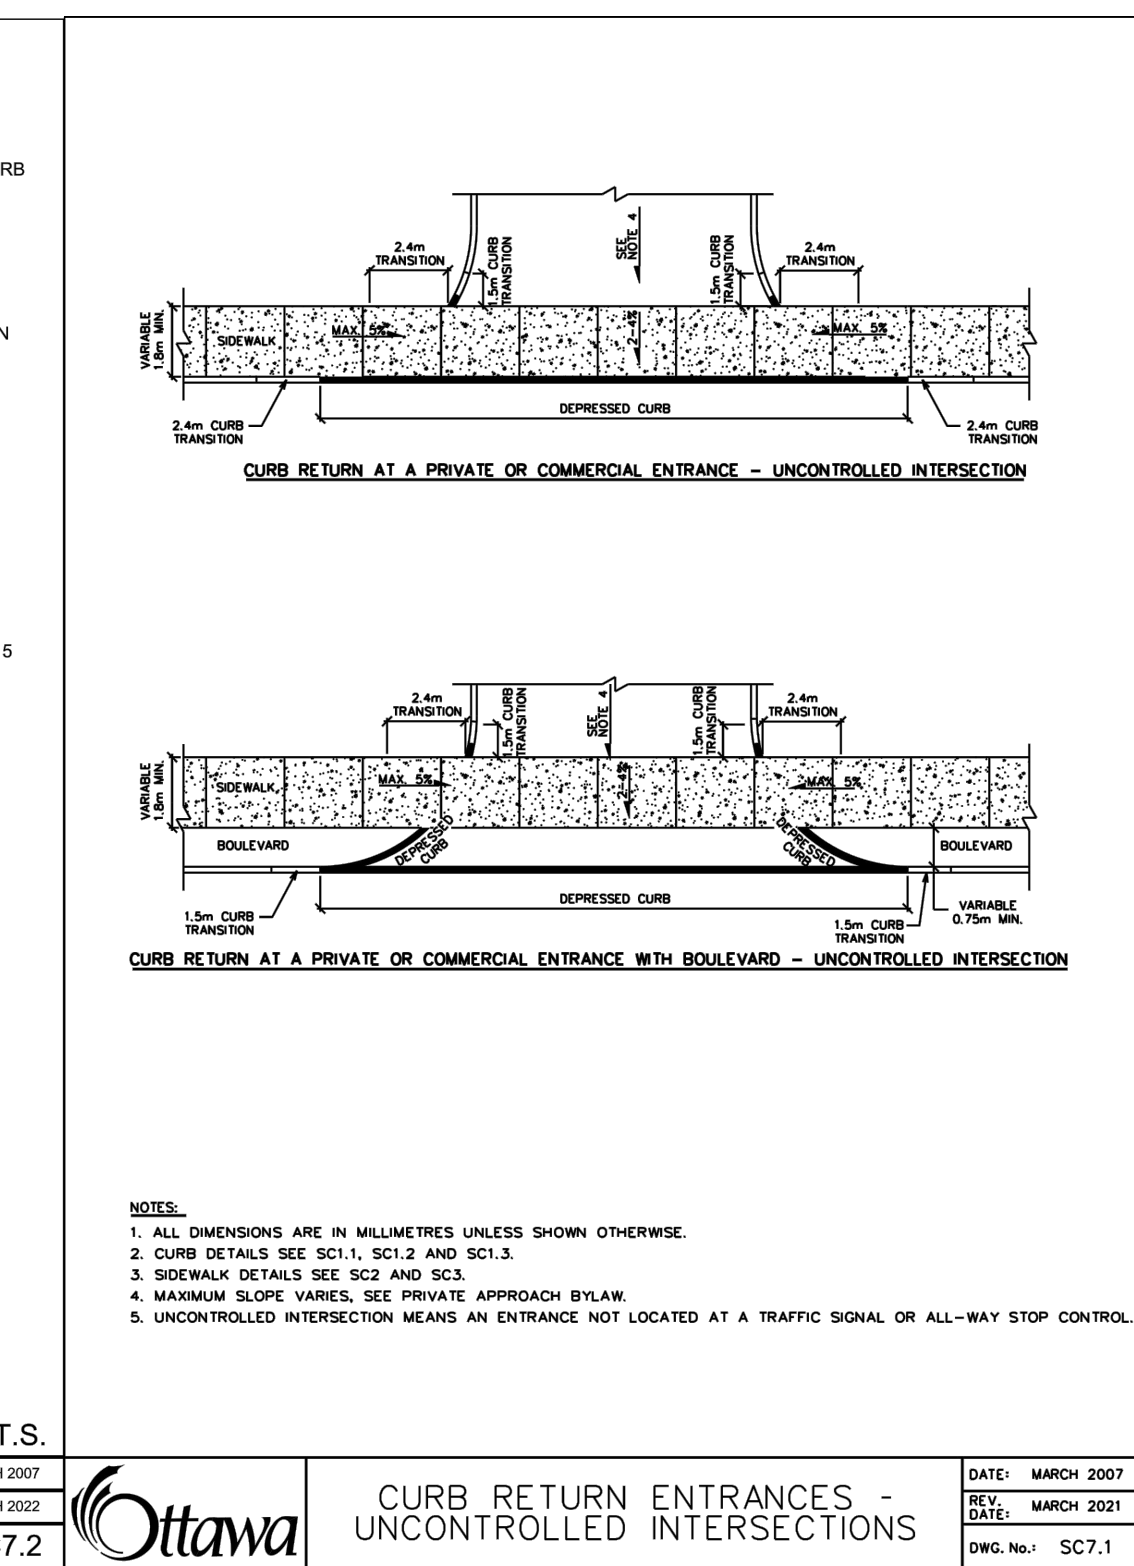 RB
N
5
T.S.
H 2007
H 2022
7.2
2.4m
TRANSITION
1.5m CURB
TRANSITION
SEE
NOTE 4
1.5m CURB
TRANSITION
2.4m
TRANSITION
VARIABLE
1.8m MIN.
SIDEWALK
MAX. 5%
2-4%
MAX. 5%
DEPRESSED CURB
2.4m CURB
TRANSITION
2.4m CURB
TRANSITION
CURB RETURN AT A PRIVATE OR COMMERCIAL ENTRANCE - UNCONTROLLED INTERSECTION
2.4m
TRANSITION
1.5m CURB
TRANSITION
SEE
NOTE 4
1.5m CURB
TRANSITION
2.4m
TRANSITION
VARIABLE
1.8m MIN.
SIDEWALK
MAX. 5%
2-4%
MAX. 5%
BOULEVARD
DEPRESSED
CURB
DEPRESSED
CURB
BOULEVARD
DEPRESSED CURB
1.5m CURB
TRANSITION
1.5m CURB
TRANSITION
VARIABLE
0.75m MIN.
CURB RETURN AT A PRIVATE OR COMMERCIAL ENTRANCE WITH BOULEVARD - UNCONTROLLED INTERSECTION
NOTES:
1. ALL DIMENSIONS ARE IN MILLIMETRES UNLESS SHOWN OTHERWISE.
2. CURB DETAILS SEE SC1.1, SC1.2 AND SC1.3.
3. SIDEWALK DETAILS SEE SC2 AND SC3.
4. MAXIMUM SLOPE VARIES, SEE PRIVATE APPROACH BYLAW.
5. UNCONTROLLED INTERSECTION MEANS AN ENTRANCE NOT LOCATED AT A TRAFFIC SIGNAL OR ALL-WAY STOP CONTROL.
Ottawa
CURB RETURN ENTRANCES -
UNCONTROLLED INTERSECTIONS
DATE: MARCH 2007
REV.
DATE: MARCH 2021
DWG. No.: SC7.1